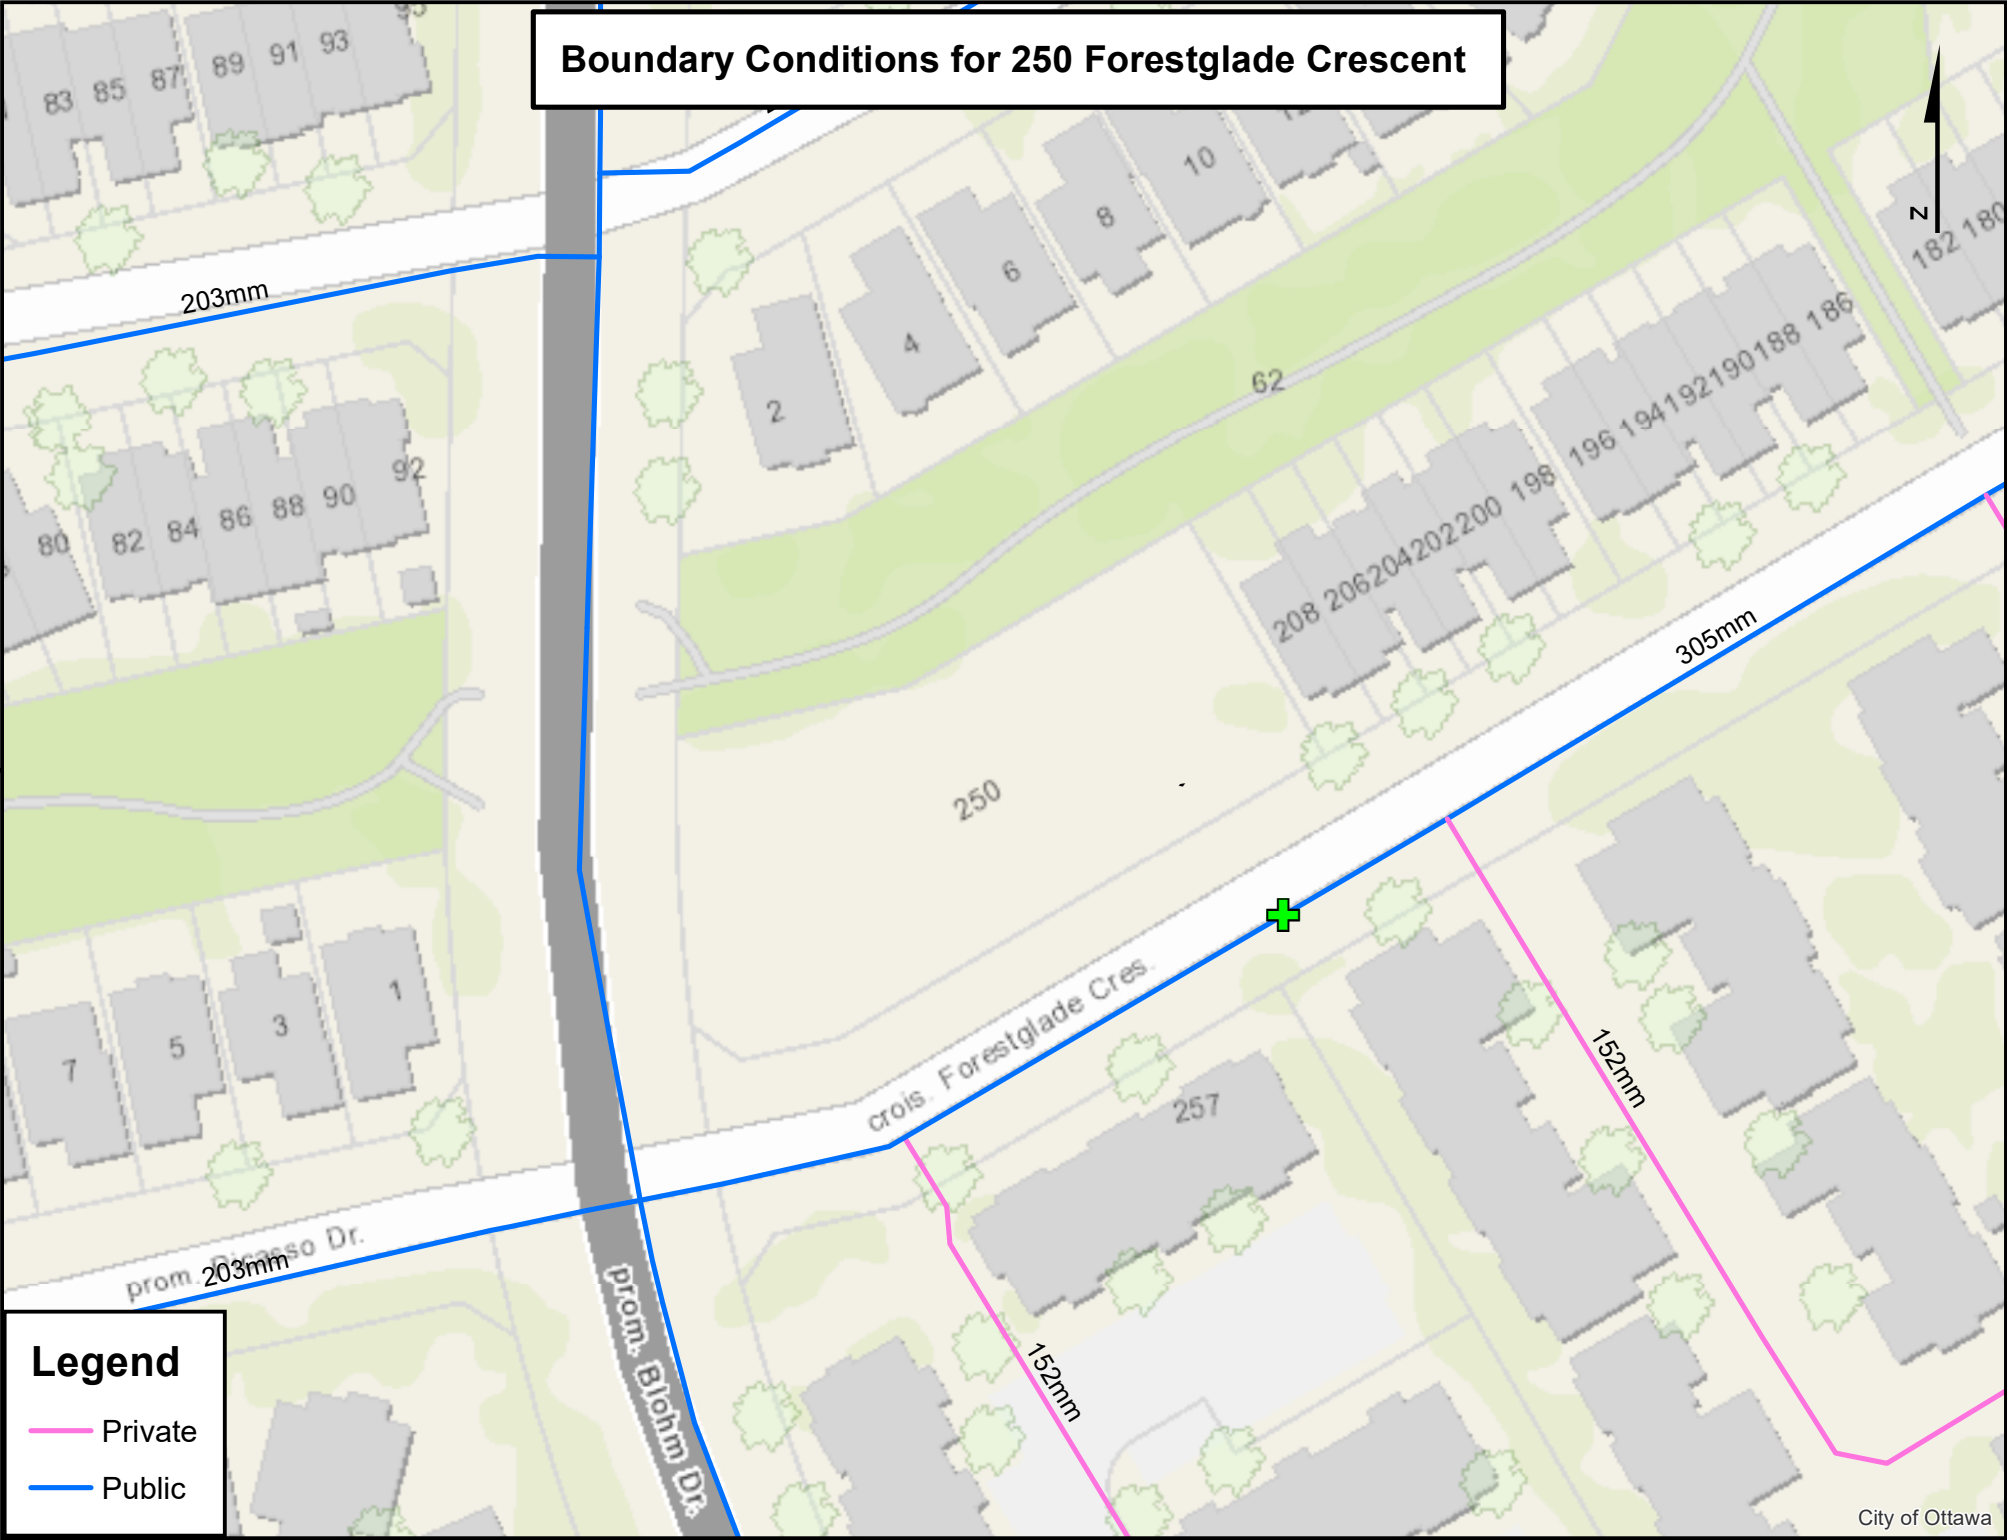 Boundary Conditions for 250 Forestglade Crescent
83 85 87 89 91 93
10
8
6
4
2
182 180
203mm
62
196 194 192 190 188 186
208 206 204 202 200 198
80 82 84 86 88 90 92
305mm
250
N
7 5 3 1
crois. Forestglade Cres.
257
152mm
prom. Picasso Dr.
203mm
prom. Blohm Dr.
152mm
Legend
Private
Public
City of Ottawa